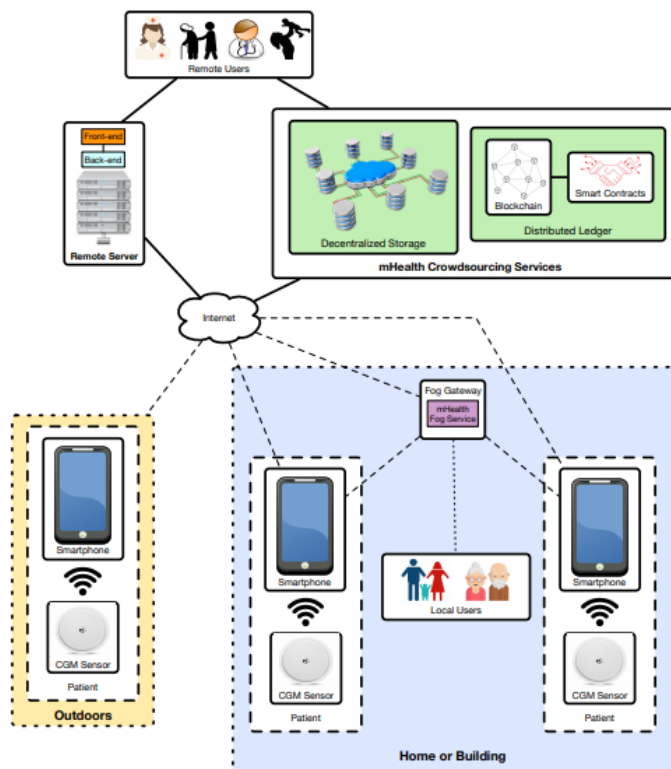 Remote Users
Front-end
Back-end
Remote Server
Decentralized Storage
Blockchain
Smart Contracts
Distributed Ledger
mHealth Crowdsourcing Services
Internet
Fog Gateway
mHealth
Fog Service
Smartphone
CGM Sensor
Patient
Outdoors
Smartphone
CGM Sensor
Patient
Local Users
Smartphone
CGM Sensor
Patient
Home or Building